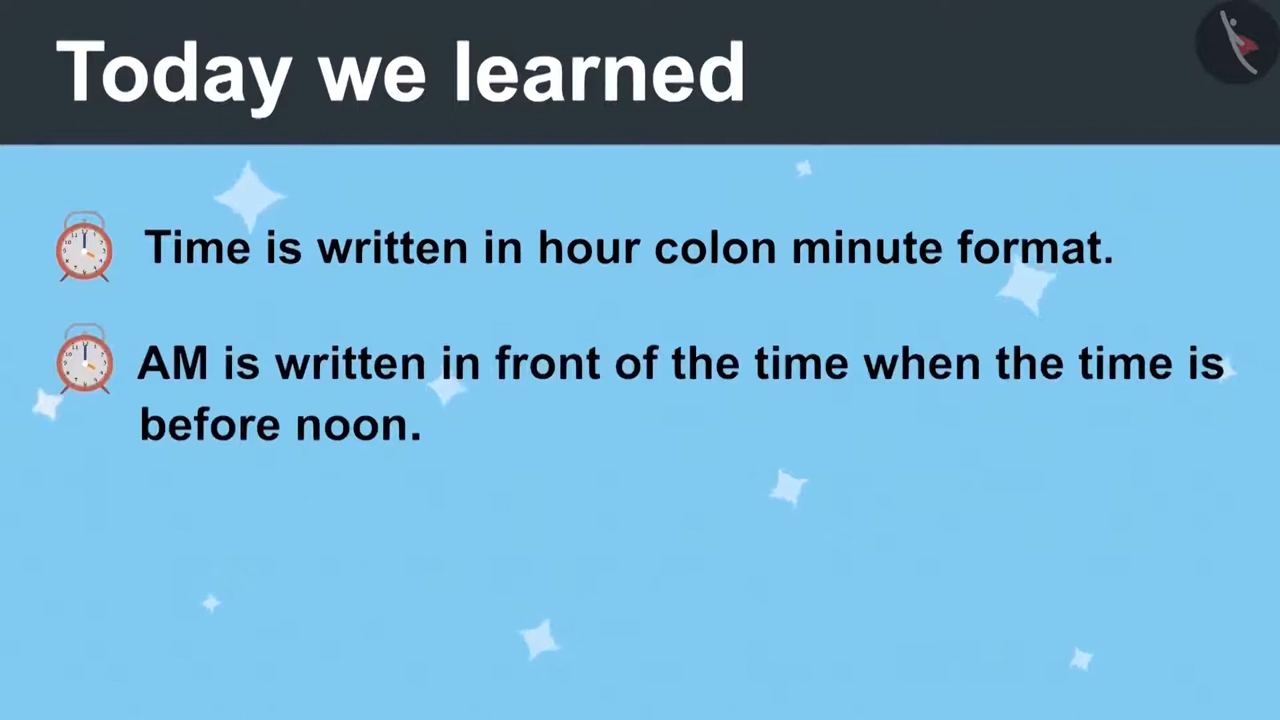 Today we learned
Time is written in hour colon minute format.
AM is written in front of the time when the time is
before noon.